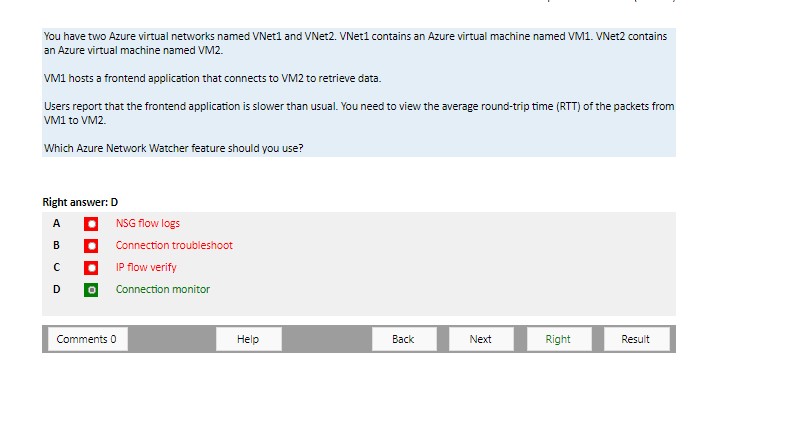 You have two Azure virtual networks named VNet1 and VNet2. VNet1 contains an Azure virtual machine named VM1. VNet2 contains
an Azure virtual machine named VM2.
VM1 hosts a frontend application that connects to VM2 to retrieve data.
Users report that the frontend application is slower than usual. You need to view the average round-trip time (RTT) of the packets from
VM1 to VM2.
Which Azure Network Watcher feature should you use?
Right answer: D
A NSG flow logs
B Connection troubleshoot
C IP flow verify
D Connection monitor
Comments 0 Help Back Next Right Result